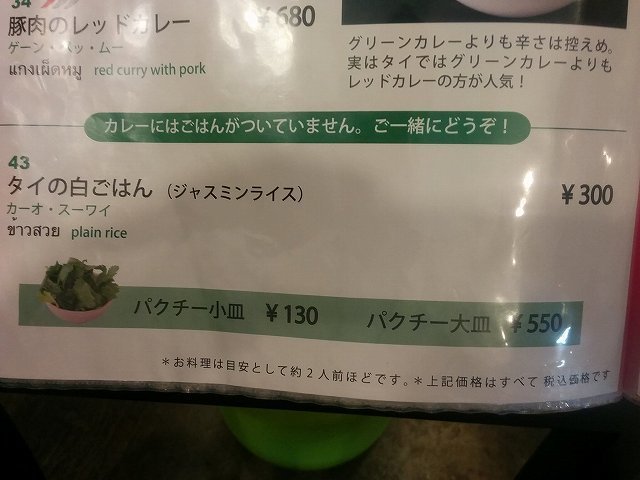 34
豚肉のレッドカレー ¥680
ゲーン・ペッ・ムー
แกงเผ็ดหมู red curry with pork
グリーンカレーよりも辛さは控えめ。
実はタイではグリーンカレーよりも
レッドカレーの方が人気！
カレーにはごはんがついていません。ご一緒にどうぞ！
43
タイの白ごはん （ジャスミンライス） ¥300
カーオ・スーワイ
ข้าวสวย plain rice
パクチー小皿 ¥130 パクチー大皿 ¥550
＊お料理は目安として約2人前ほどです。＊上記価格はすべて 税込価格です